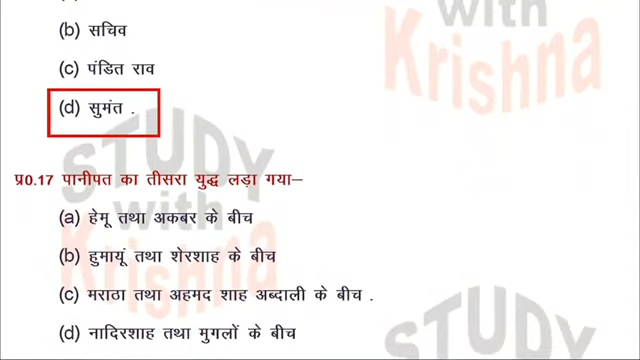 with
Krishna
(b) सचिव
(c) पंडित राव
(d) सुमंत .
STUDY
with
Krishna
प्र0.17 पानीपत का तीसरा युद्ध लड़ा गया–
(a) हेमू तथा अकबर के बीच
(b) हुमायूं तथा शेरशाह के बीच
(c) मराठा तथा अहमद शाह अब्दाली के बीच .
(d) नादिरशाह तथा मुगलों के बीच
STUDY